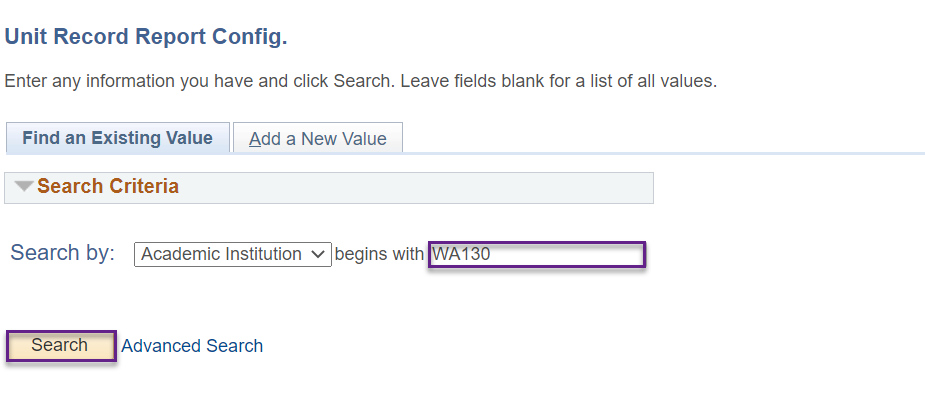 Unit Record Report Config.
Enter any information you have and click Search. Leave fields blank for a list of all values.
Find an Existing Value
Add a New Value
Search Criteria
Search by: Academic Institution begins with WA130
Search Advanced Search